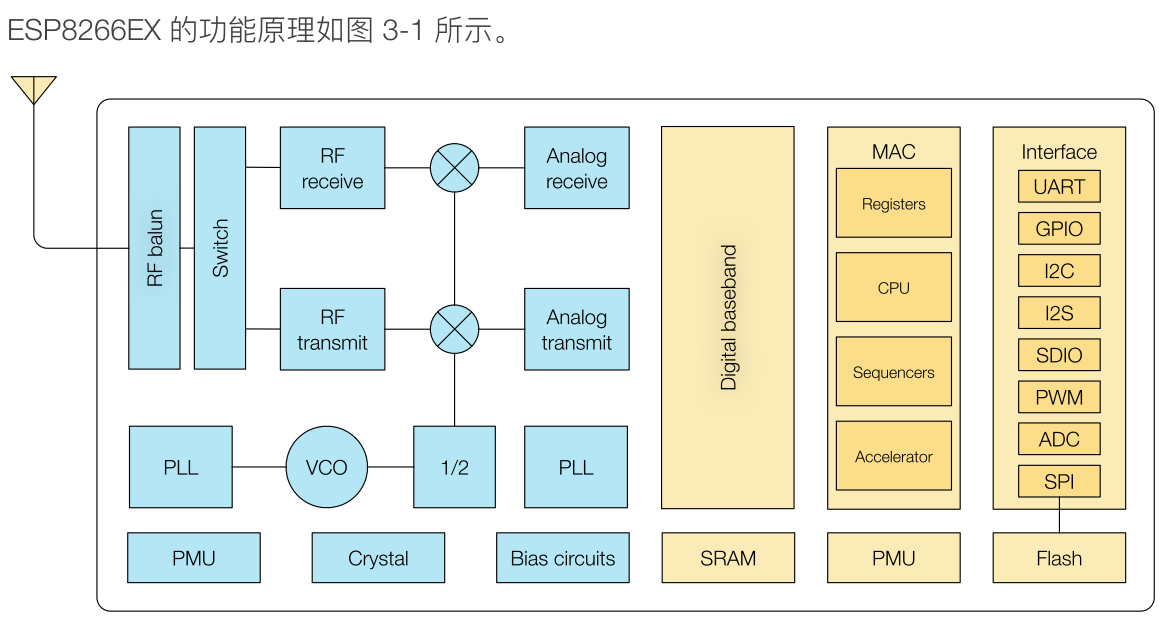 ESP8266EX 的功能原理如图 3-1 所示。
RF balun
Switch
RF
receive
Analog
receive
RF
transmit
Analog
transmit
PLL
VCO
1/2
PLL
PMU
Crystal
Bias circuits
Digital baseband
SRAM
MAC
Registers
CPU
Sequencers
Accelerator
PMU
Interface
UART
GPIO
I2C
I2S
SDIO
PWM
ADC
SPI
Flash